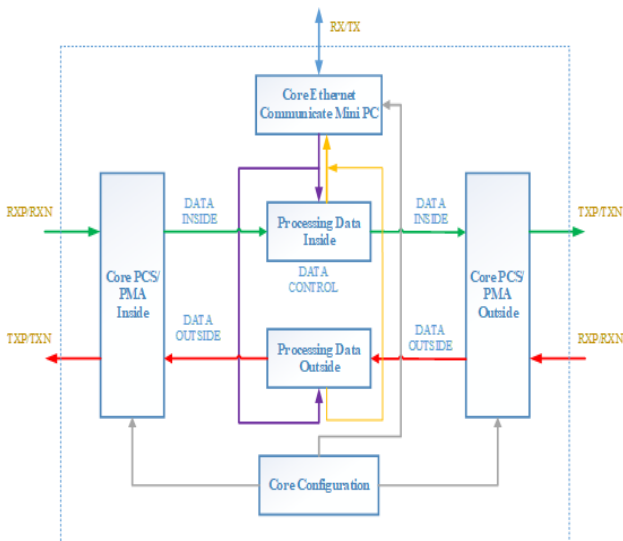 RX/TX
Core Ethernet
Communicate Mini PC
RXP/RXN
DATA
INSIDE
Processing Data
Inside
DATA
INSIDE
TXP/TXN
Core PCS/
PMA
Inside
DATA
CONTROL
Core PCS/
PMA
Outside
TXP/TXN
DATA
OUTSIDE
Processing Data
Outside
DATA
OUTSIDE
RXP/RXN
Core Configuration